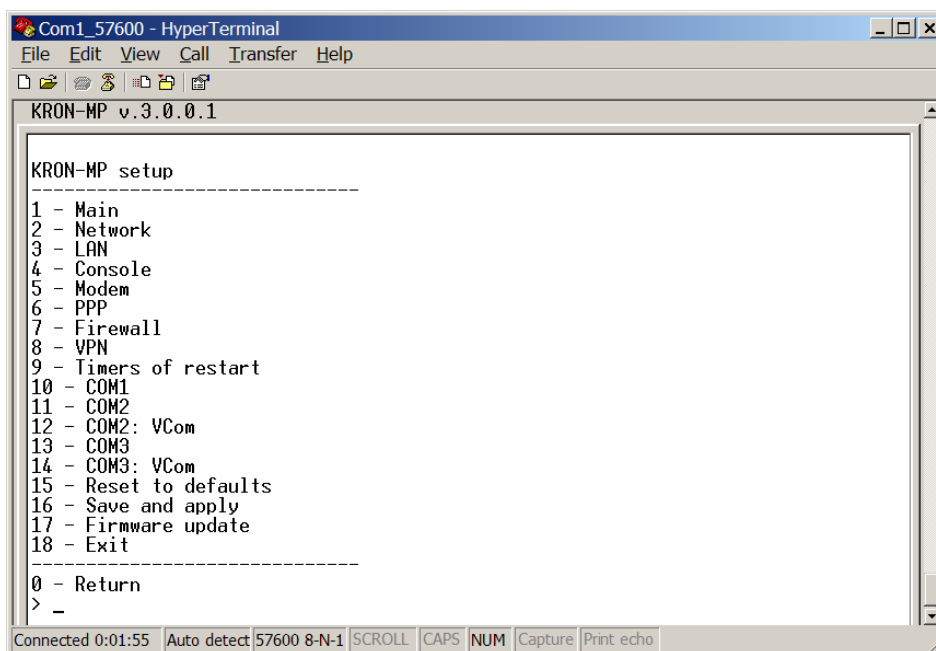 Com1_57600 - HyperTerminal
File Edit View Call Transfer Help
KRON-MP v.3.0.0.1
KRON-MP setup
------------------------------
1 - Main
2 - Network
3 - LAN
4 - Console
5 - Modem
6 - PPP
7 - Firewall
8 - VPN
9 - Timers of restart
10 - COM1
11 - COM2
12 - COM2: VCom
13 - COM3
14 - COM3: VCom
15 - Reset to defaults
16 - Save and apply
17 - Firmware update
18 - Exit
------------------------------
0 - Return
> _
Connected 0:01:55 Auto detect 57600 8-N-1 SCROLL CAPS NUM Capture Print echo